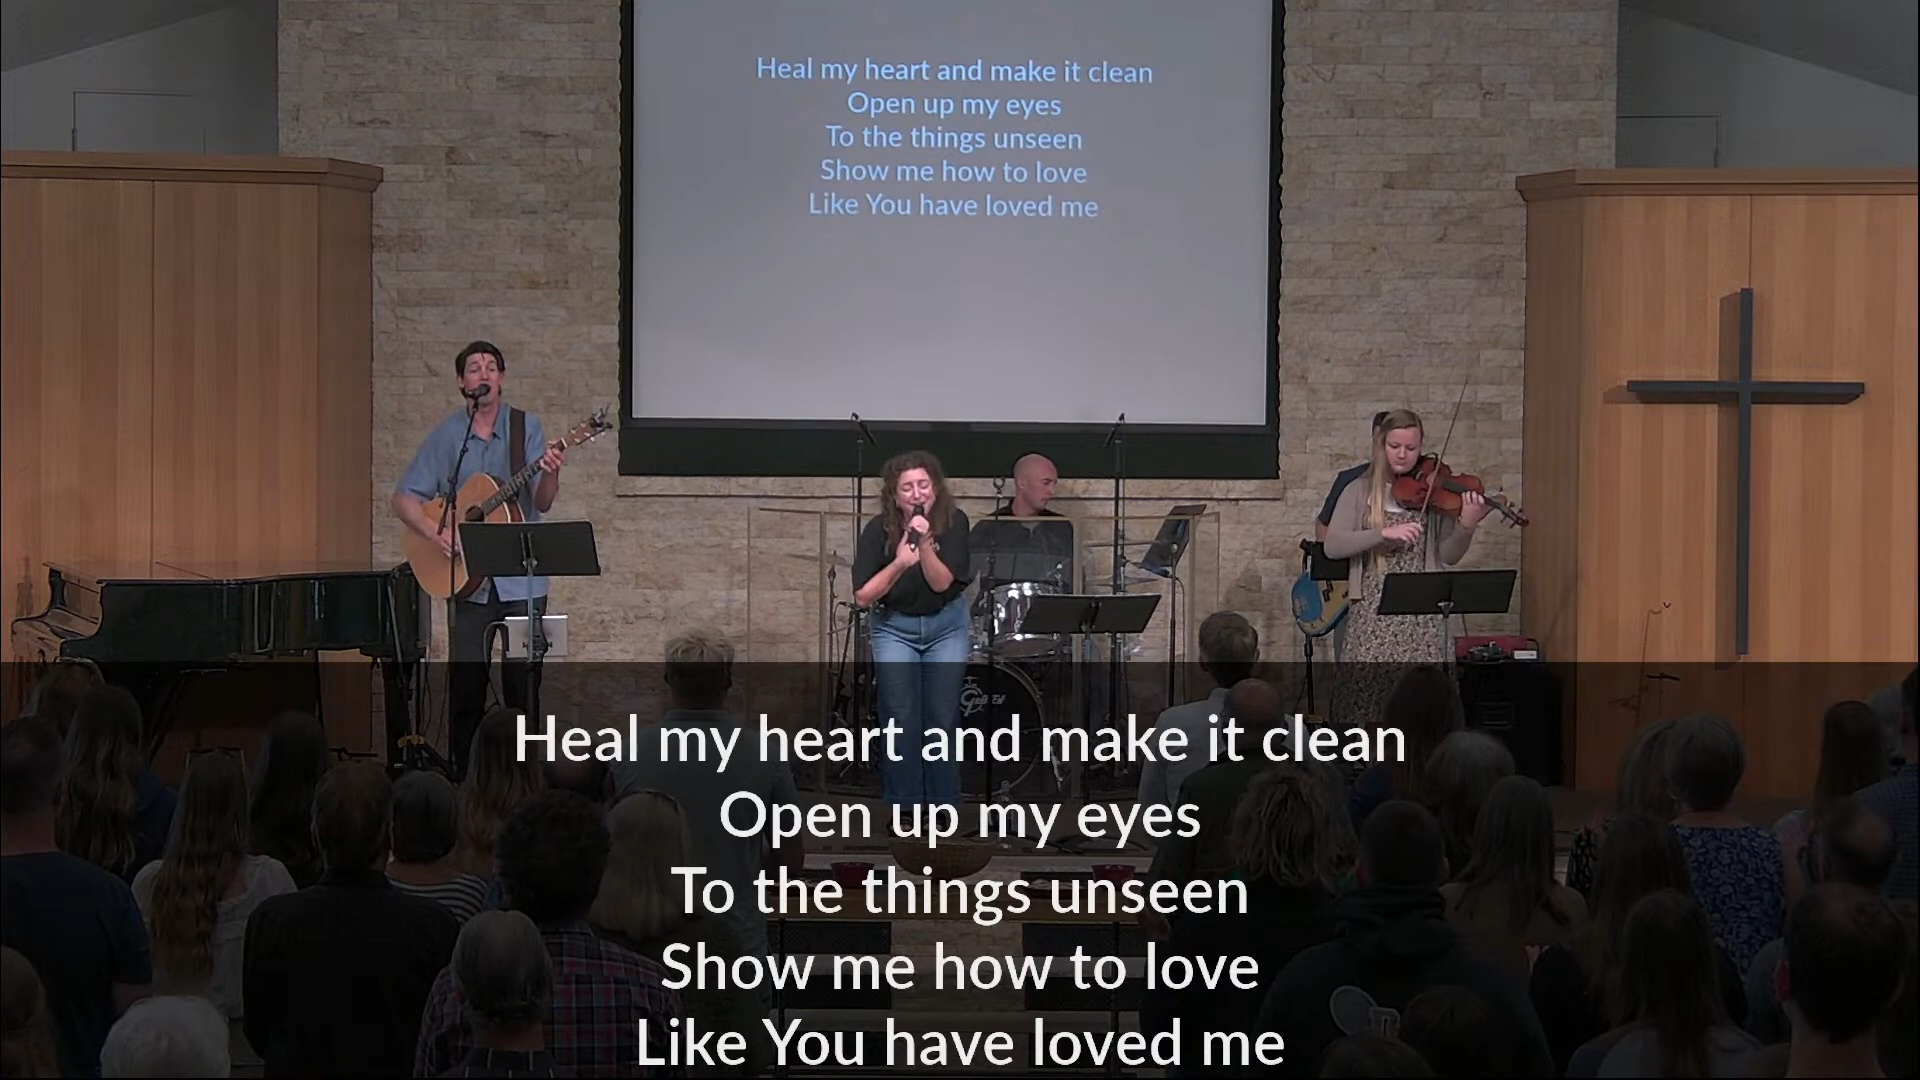 Heal my heart and make it clean
Open up my eyes
To the things unseen
Show me how to love
Like You have loved me
Heal my heart and make it clean
Open up my eyes
To the things unseen
Show me how to love
Like You have loved me